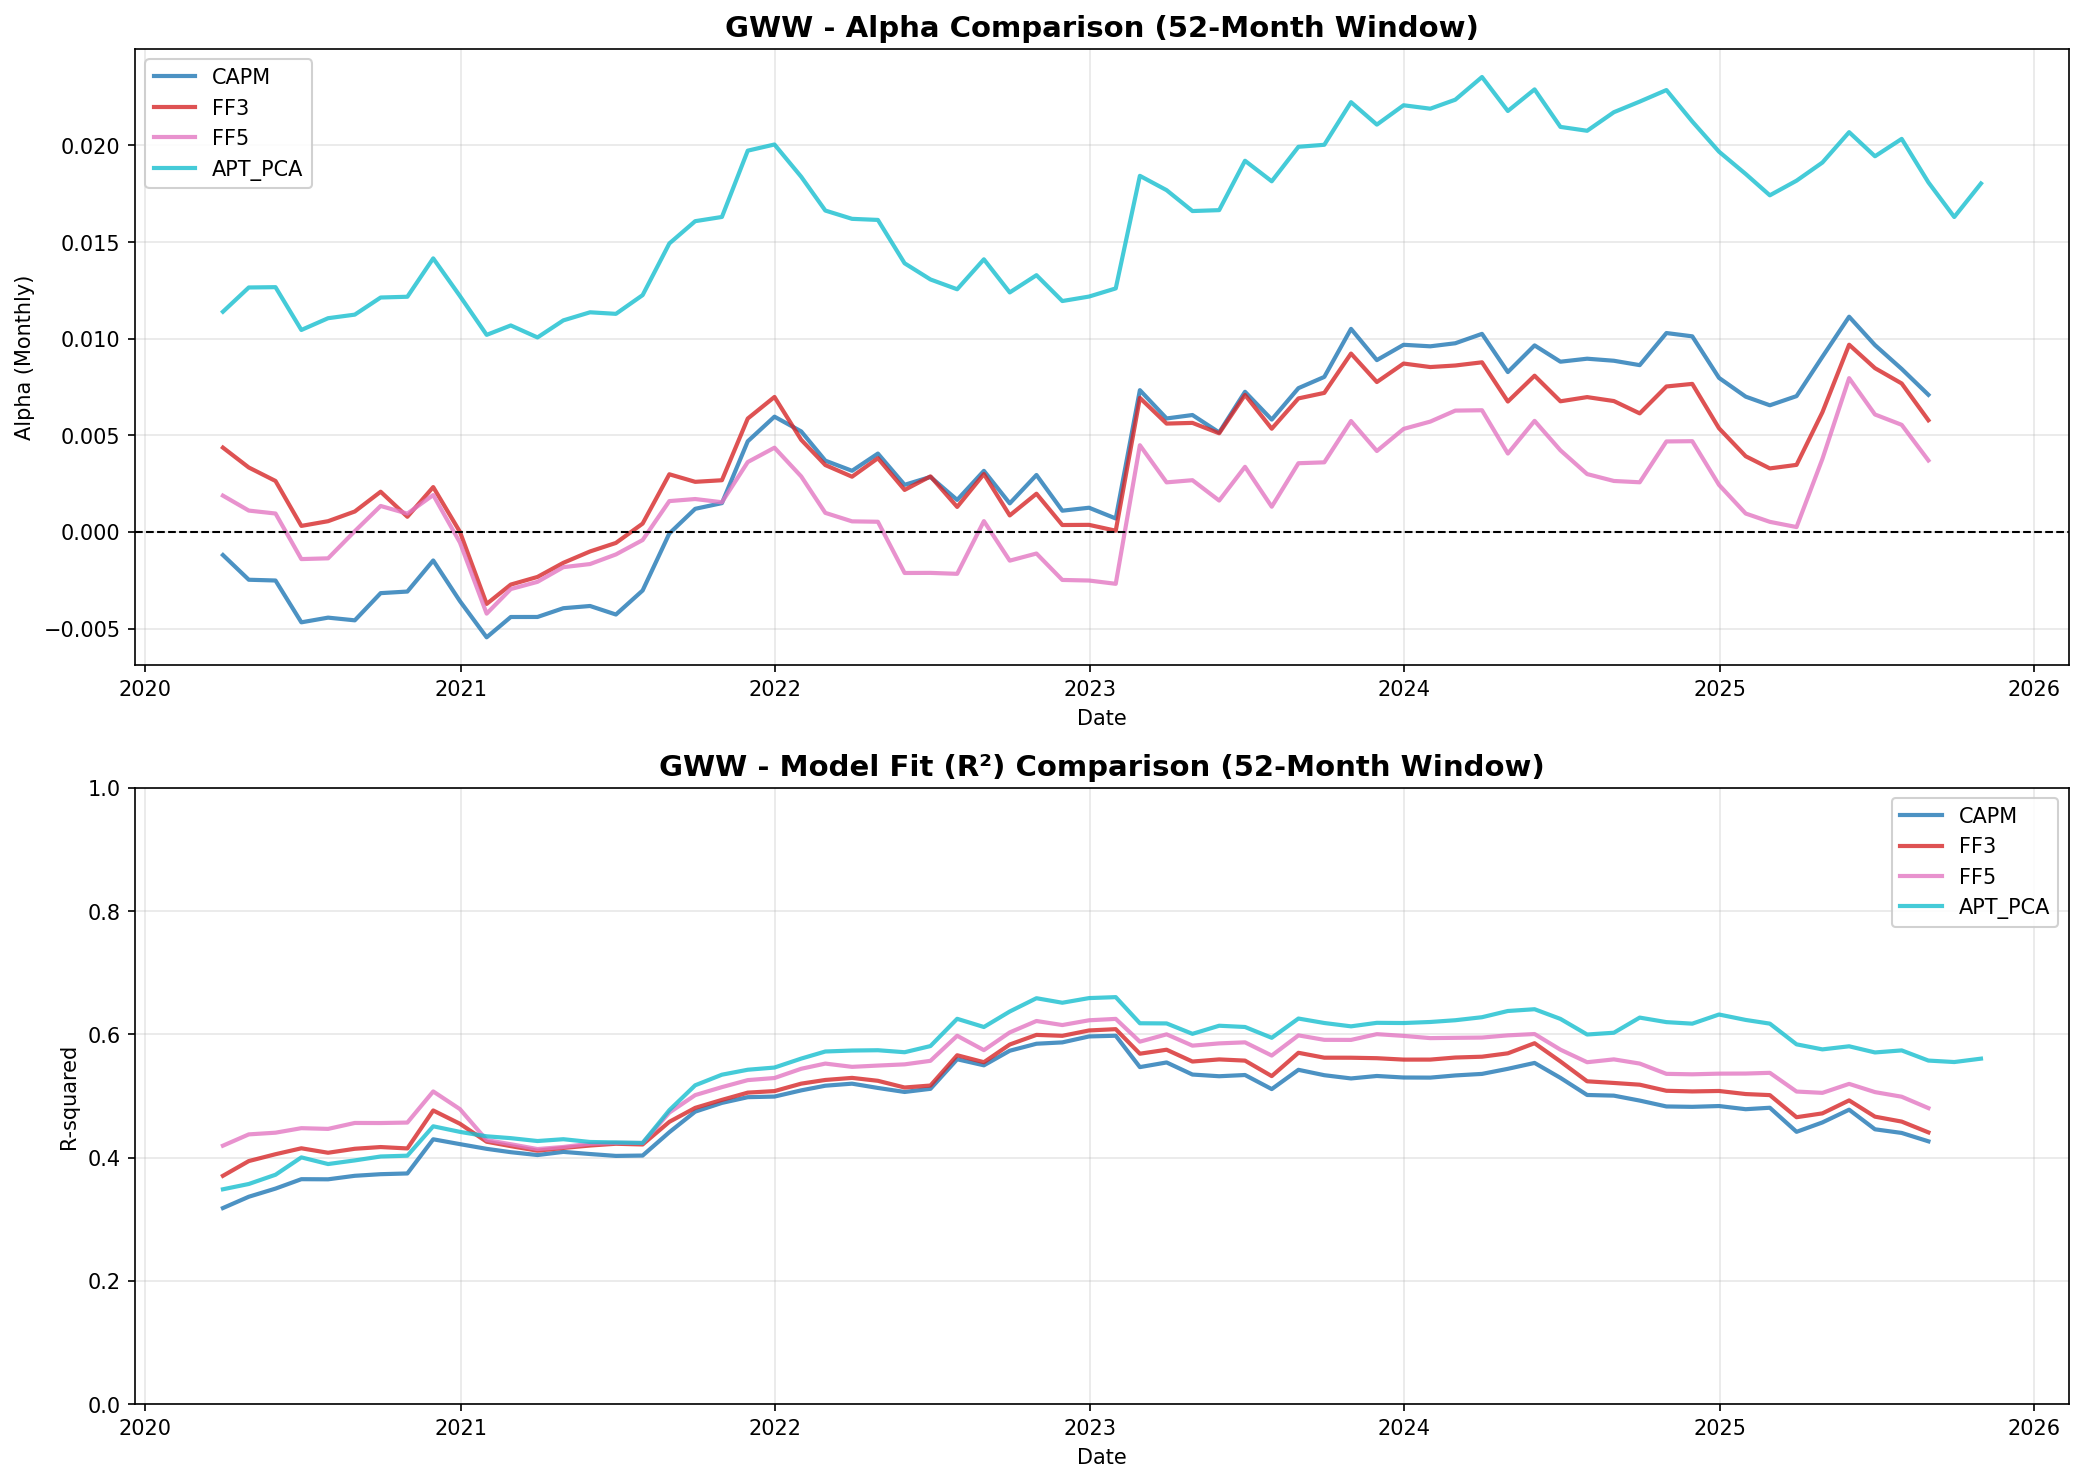 GWW - Alpha Comparison (52-Month Window)
CAPM
FF3
FF5
APT_PCA
Alpha (Monthly)
0.020
0.015
0.010
0.005
0.000
−0.005
2020 2021 2022 2023 2024 2025 2026
Date
GWW - Model Fit (R²) Comparison (52-Month Window)
CAPM
FF3
FF5
APT_PCA
R-squared
1.0
0.8
0.6
0.4
0.2
0.0
2020 2021 2022 2023 2024 2025 2026
Date